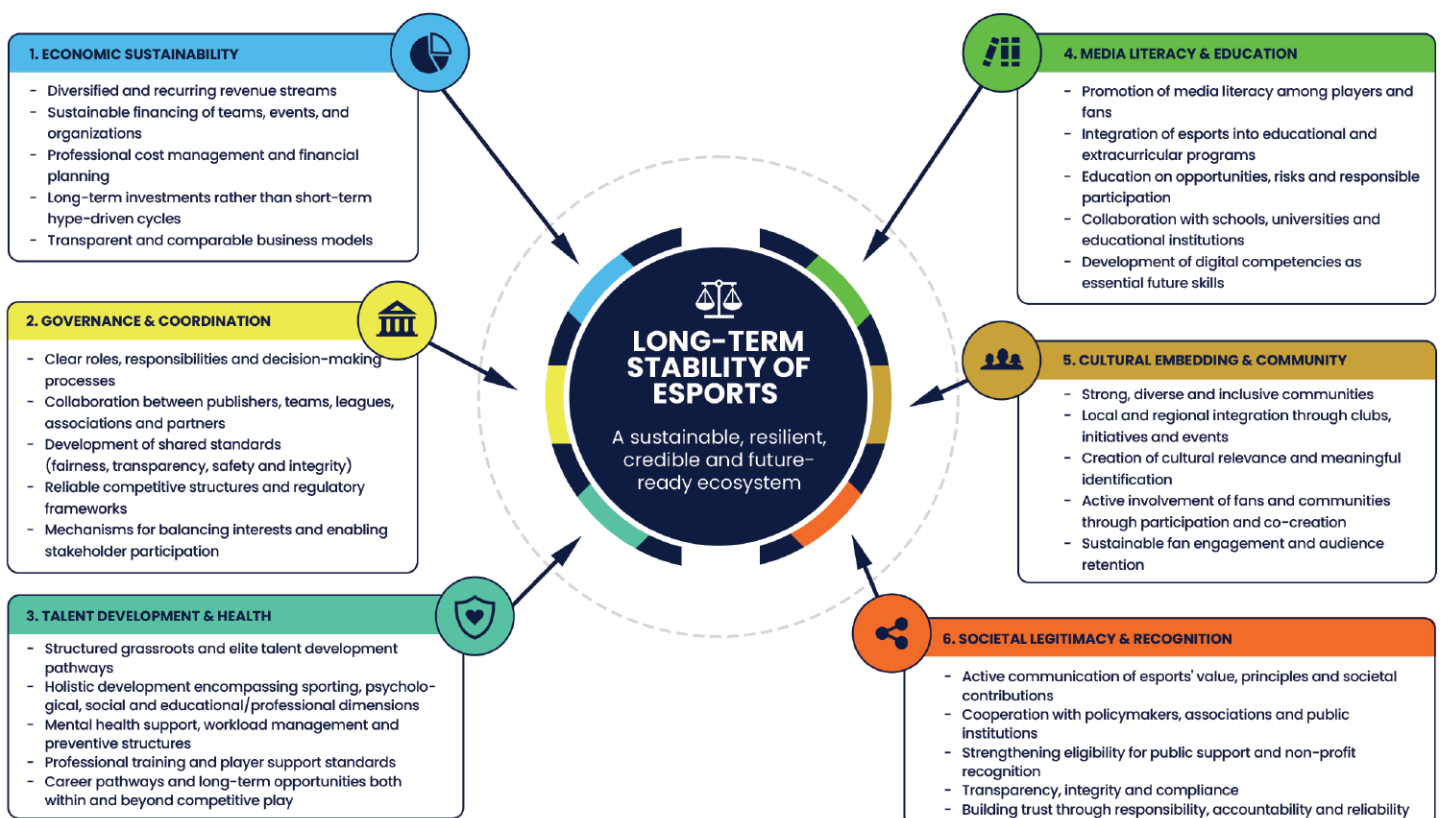 1. ECONOMIC SUSTAINABILITY
- Diversified and recurring revenue streams
- Sustainable financing of teams, events, and
organizations
- Professional cost management and financial
planning
- Long-term investments rather than short-term
hype-driven cycles
- Transparent and comparable business models
2. GOVERNANCE & COORDINATION
- Clear roles, responsibilities and decision-making
processes
- Collaboration between publishers, teams, leagues,
associations and partners
- Development of shared standards
(fairness, transparency, safety and integrity)
- Reliable competitive structures and regulatory
frameworks
- Mechanisms for balancing interests and enabling
stakeholder participation
3. TALENT DEVELOPMENT & HEALTH
- Structured grassroots and elite talent development
pathways
- Holistic development encompassing sporting, psycholo-
gical, social and educational/professional dimensions
- Mental health support, workload management and
preventive structures
- Professional training and player support standards
- Career pathways and long-term opportunities both
within and beyond competitive play
LONG-TERM
STABILITY OF
ESPORTS
A sustainable, resilient,
credible and future-
ready ecosystem
4. MEDIA LITERACY & EDUCATION
- Promotion of media literacy among players and
fans
- Integration of esports into educational and
extracurricular programs
- Education on opportunities, risks and responsible
participation
- Collaboration with schools, universities and
educational institutions
- Development of digital competencies as
essential future skills
5. CULTURAL EMBEDDING & COMMUNITY
- Strong, diverse and inclusive communities
- Local and regional integration through clubs,
initiatives and events
- Creation of cultural relevance and meaningful
identification
- Active involvement of fans and communities
through participation and co-creation
- Sustainable fan engagement and audience
retention
6. SOCIETAL LEGITIMACY & RECOGNITION
- Active communication of esports' value, principles and societal
contributions
- Cooperation with policymakers, associations and public
institutions
- Strengthening eligibility for public support and non-profit
recognition
- Transparency, integrity and compliance
- Building trust through responsibility, accountability and reliability